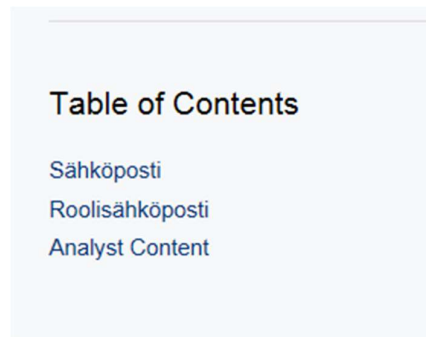 Table of Contents
Sähköposti
Roolisähköposti
Analyst Content